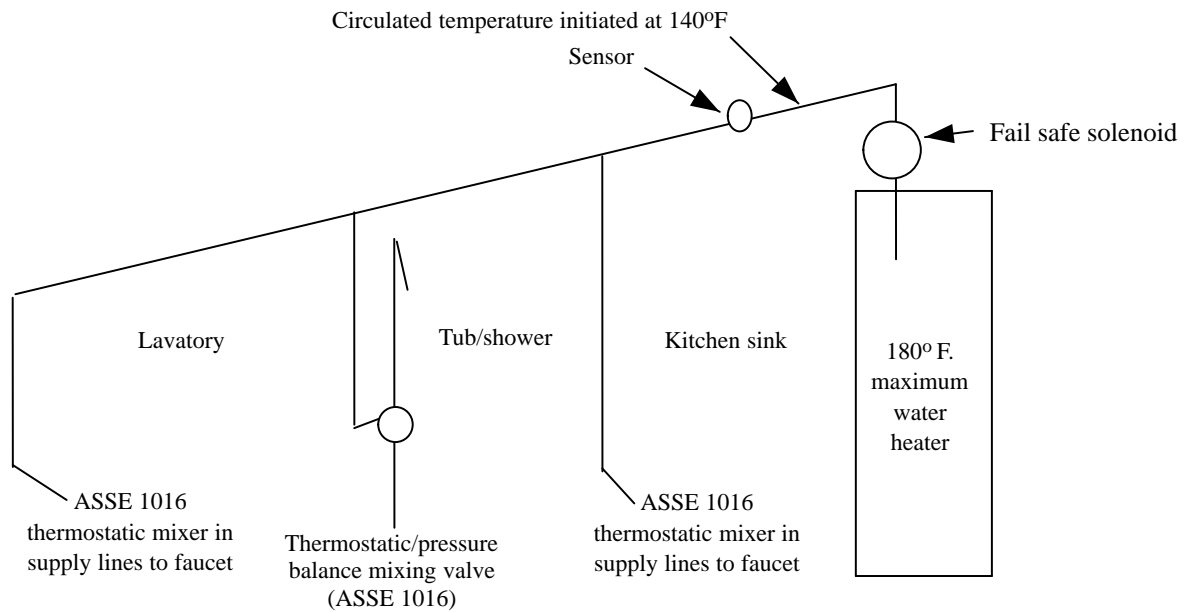 Circulated temperature initiated at 140ºF
Sensor
Fail safe solenoid
Lavatory
Tub/shower
Kitchen sink
180º F.
maximum
water
heater
ASSE 1016
thermostatic mixer in
supply lines to faucet
Thermostatic/pressure
balance mixing valve
(ASSE 1016)
ASSE 1016
thermostatic mixer in
supply lines to faucet